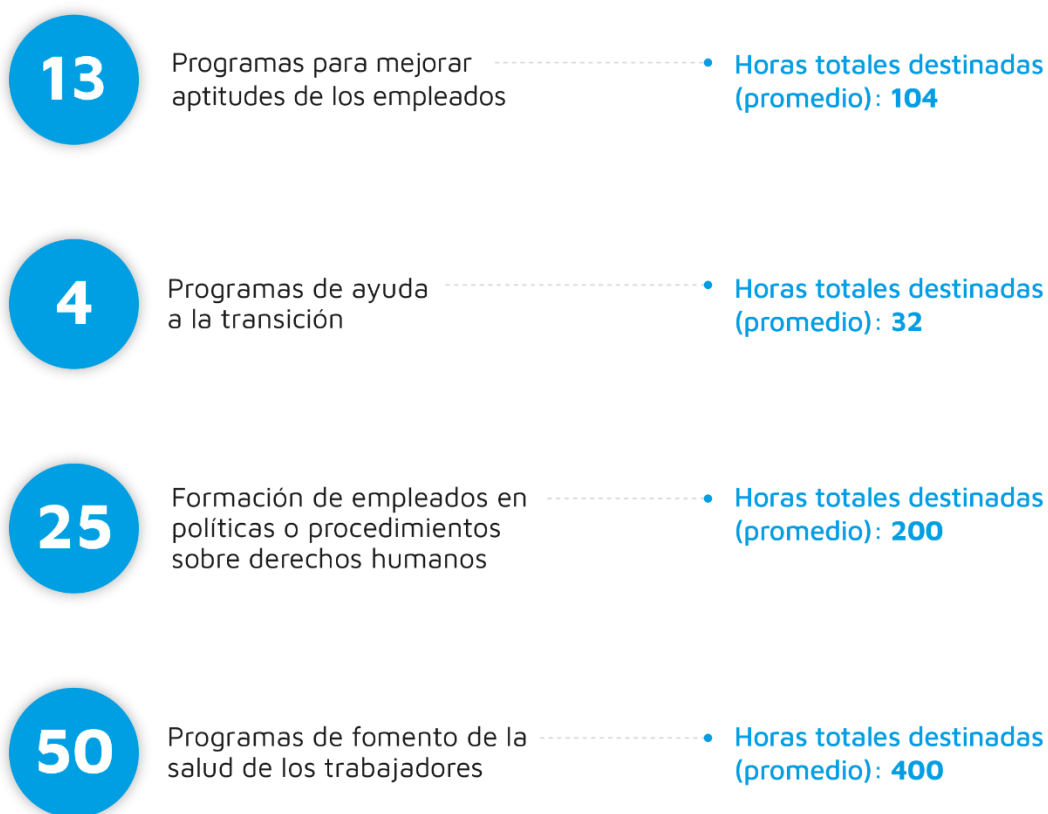 13
Programas para mejorar
aptitudes de los empleados
Horas totales destinadas
(promedio): 104
4
Programas de ayuda
a la transición
Horas totales destinadas
(promedio): 32
25
Formación de empleados en
políticas o procedimientos
sobre derechos humanos
Horas totales destinadas
(promedio): 200
50
Programas de fomento de la
salud de los trabajadores
Horas totales destinadas
(promedio): 400